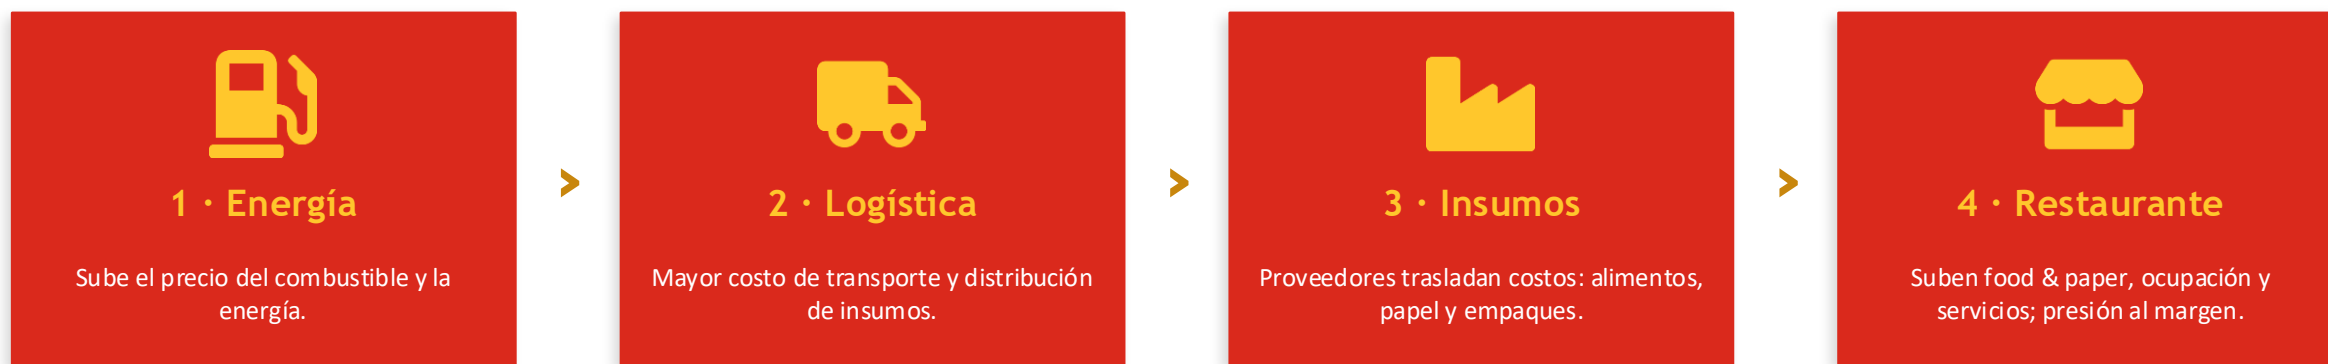 1 · Energía
Sube el precio del combustible y la
energía.
>
2 · Logística
Mayor costo de transporte y distribución
de insumos.
>
3 · Insumos
Proveedores trasladan costos: alimentos,
papel y empaques.
>
4 · Restaurante
Suben food & paper, ocupación y
servicios; presión al margen.